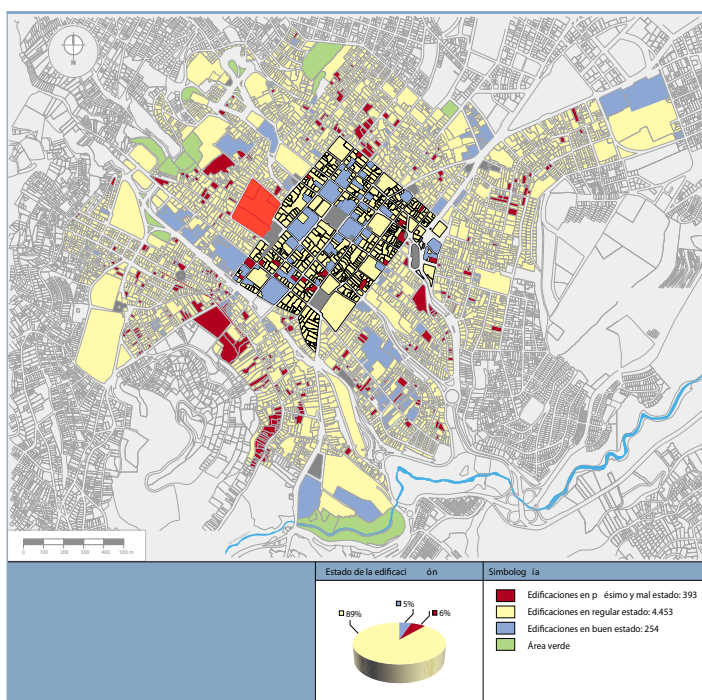 N
0 100 200 300 400 500 m
Estado de la edificaci ón
89%
5%
6%
Simbolog ía
Edificaciones en p ésimo y mal estado: 393
Edificaciones en regular estado: 4.453
Edificaciones en buen estado: 254
Área verde